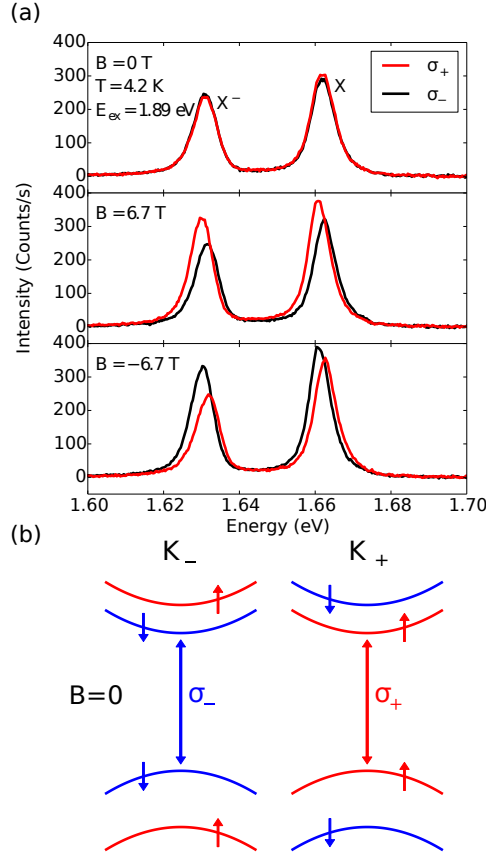 (a)
B=0 T
T=4.2 K
E_ex=1.89 eV
X⁻
X
σ₊
σ₋
400
300
200
100
0
B=6.7 T
400
300
200
100
0
B=−6.7 T
400
300
200
100
0
Intensity (Counts/s)
1.60 1.62 1.64 1.66 1.68 1.70
Energy (eV)
(b)
K₋ K₊
B=0
σ₋ σ₊